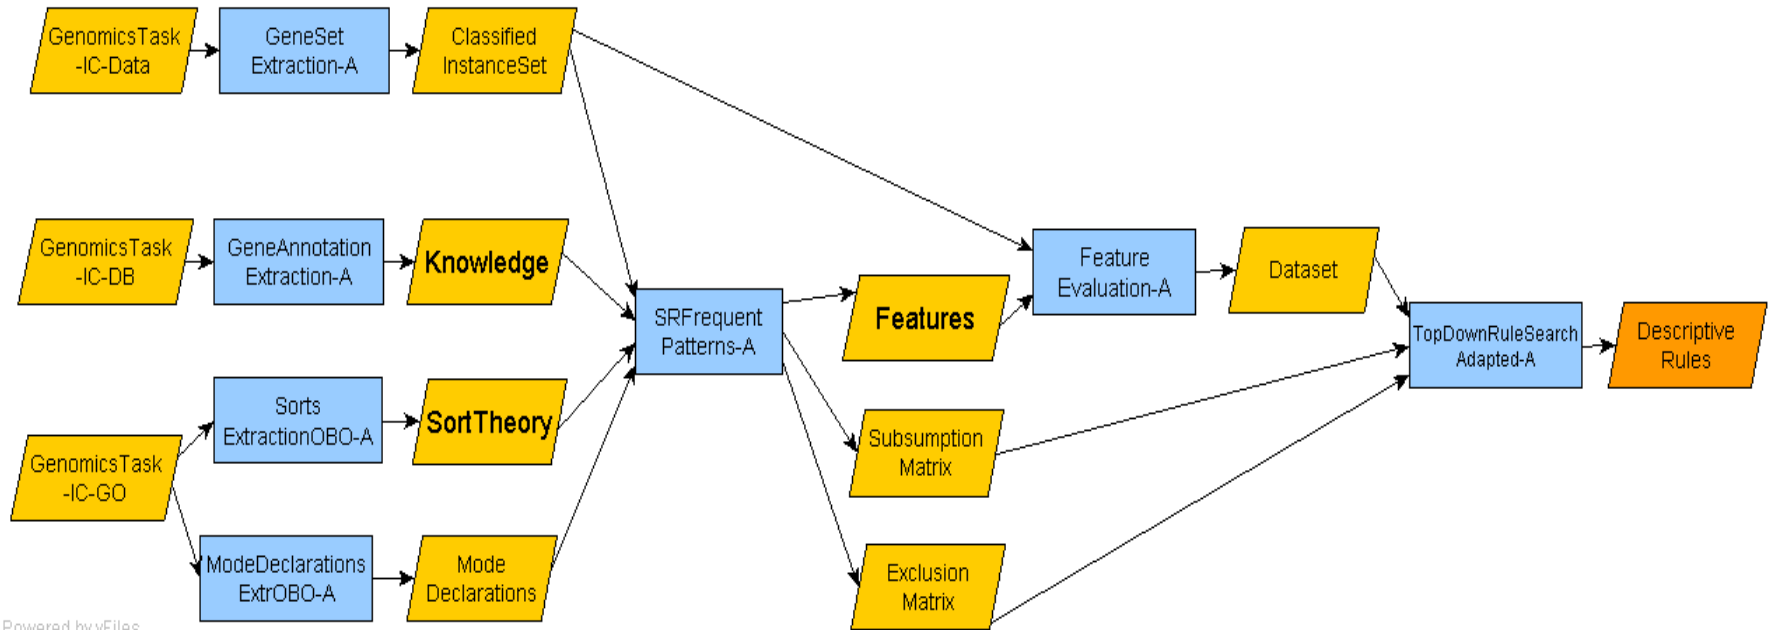 GenomicsTask
-IC-Data
GeneSet
Extraction-A
Classified
InstanceSet
GenomicsTask
-IC-DB
GeneAnnotation
Extraction-A
Knowledge
SRFrequent
Patterns-A
Features
Feature
Evaluation-A
Dataset
TopDownRuleSearch
Adapted-A
Descriptive
Rules
GenomicsTask
-IC-GO
Sorts
ExtractionOBO-A
SortTheory
Subsumption
Matrix
ModeDeclarations
ExtrOBO-A
Mode
Declarations
Exclusion
Matrix
Powered by yFiles